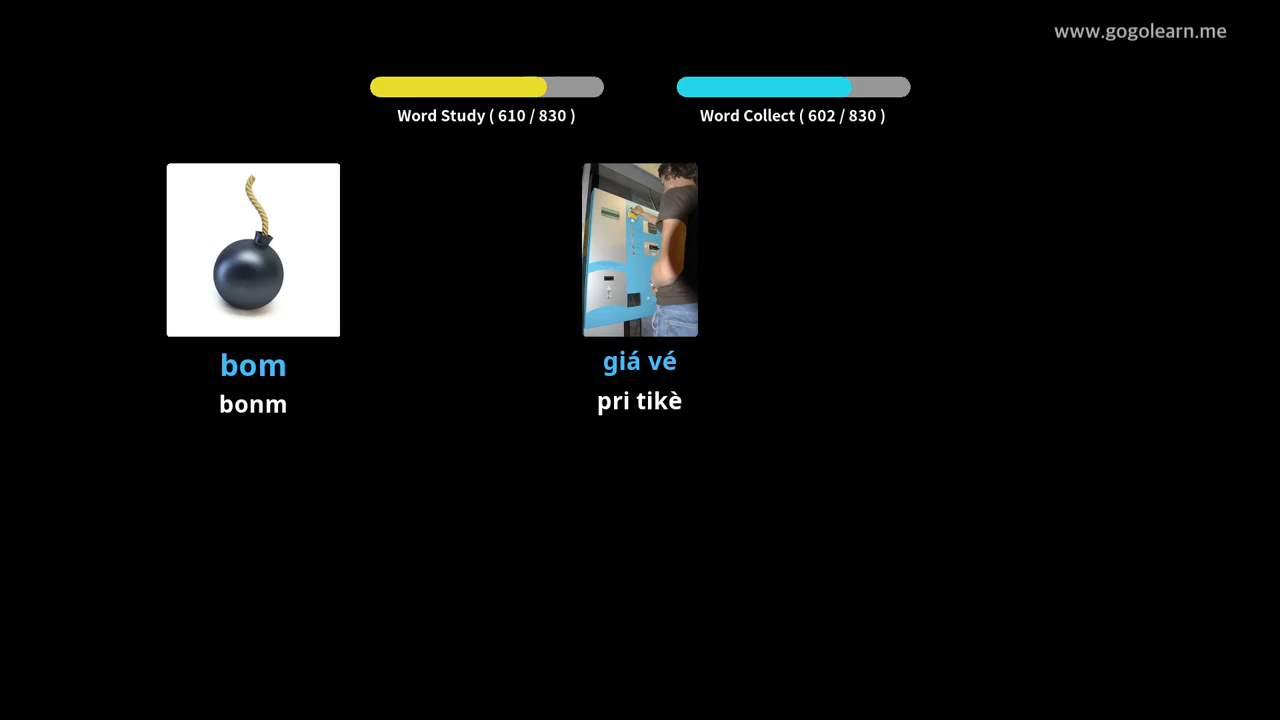 www.gogolearn.me
Word Study ( 610 / 830 )
Word Collect ( 602 / 830 )
bom
bonm
giá vé
pri tikè